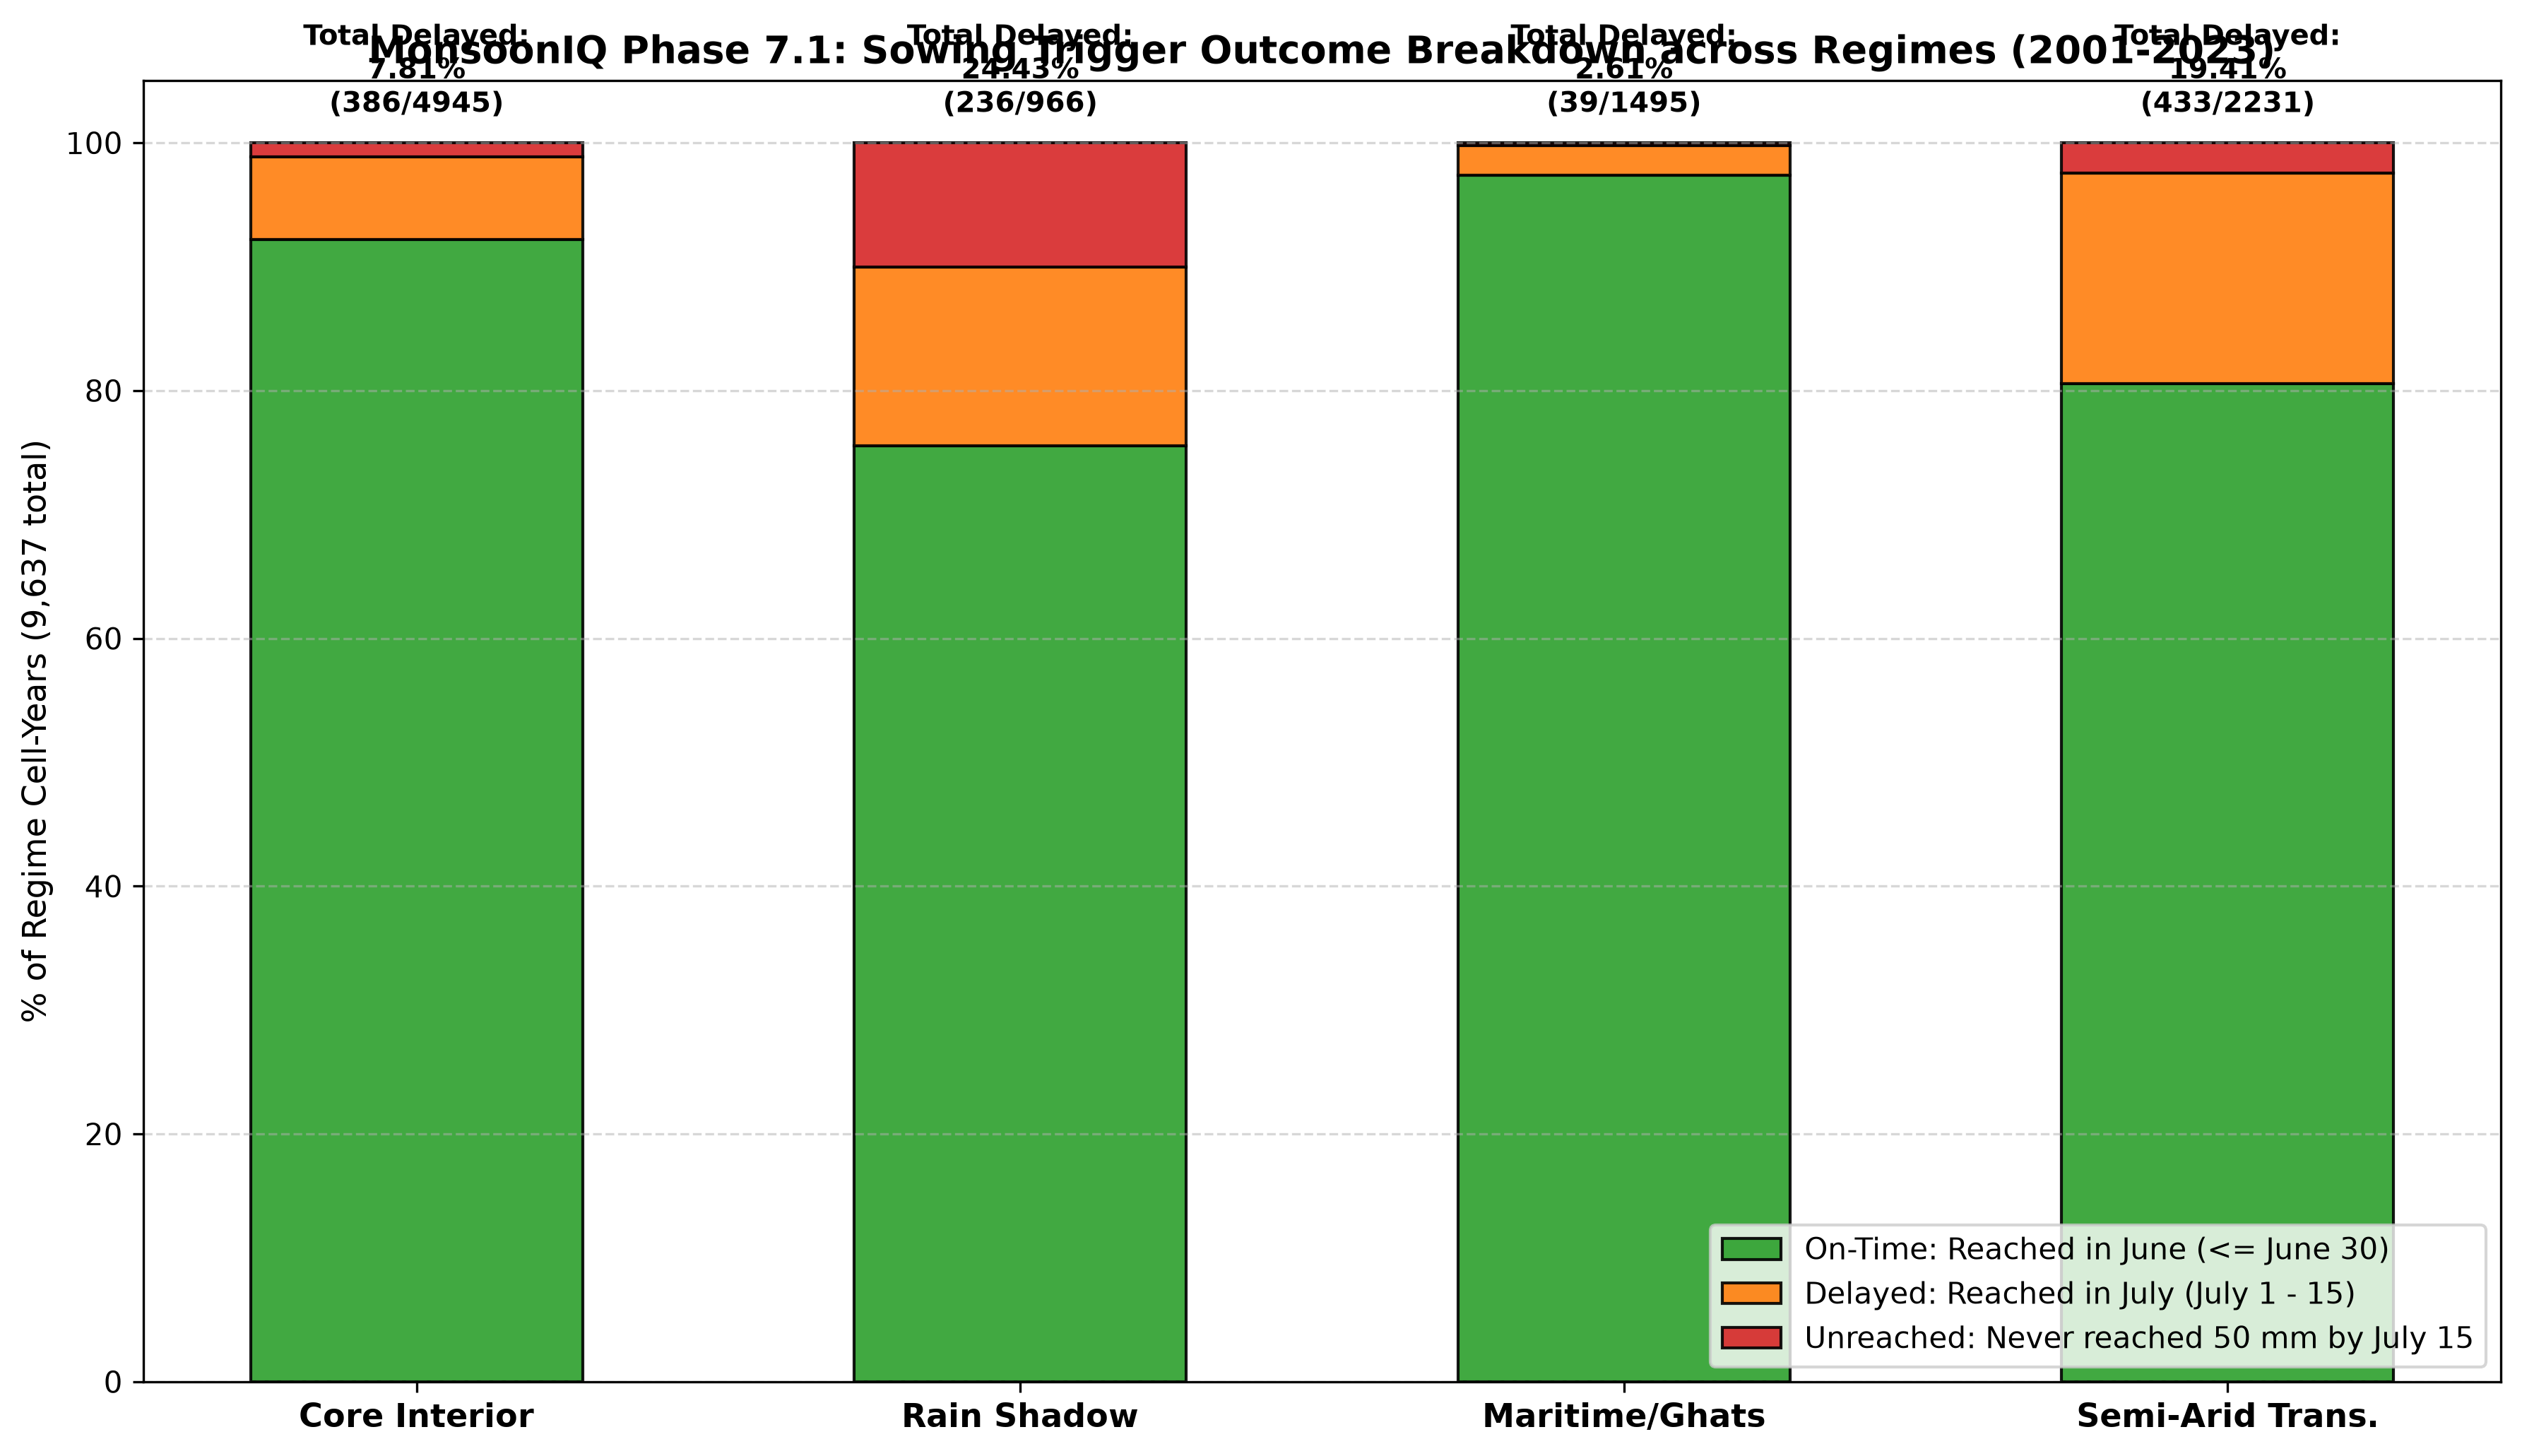 MonsoonIQ Phase 7.1: Sowing Trigger Outcome Breakdown across Regimes (2001-2023)
Total Delayed:
7.81%
(386/4945)
Total Delayed:
24.43%
(236/966)
Total Delayed:
2.61%
(39/1495)
Total Delayed:
19.41%
(433/2231)
% of Regime Cell-Years (9,637 total)
100
80
60
40
20
0
On-Time: Reached in June (<= June 30)
Delayed: Reached in July (July 1 - 15)
Unreached: Never reached 50 mm by July 15
Core Interior
Rain Shadow
Maritime/Ghats
Semi-Arid Trans.